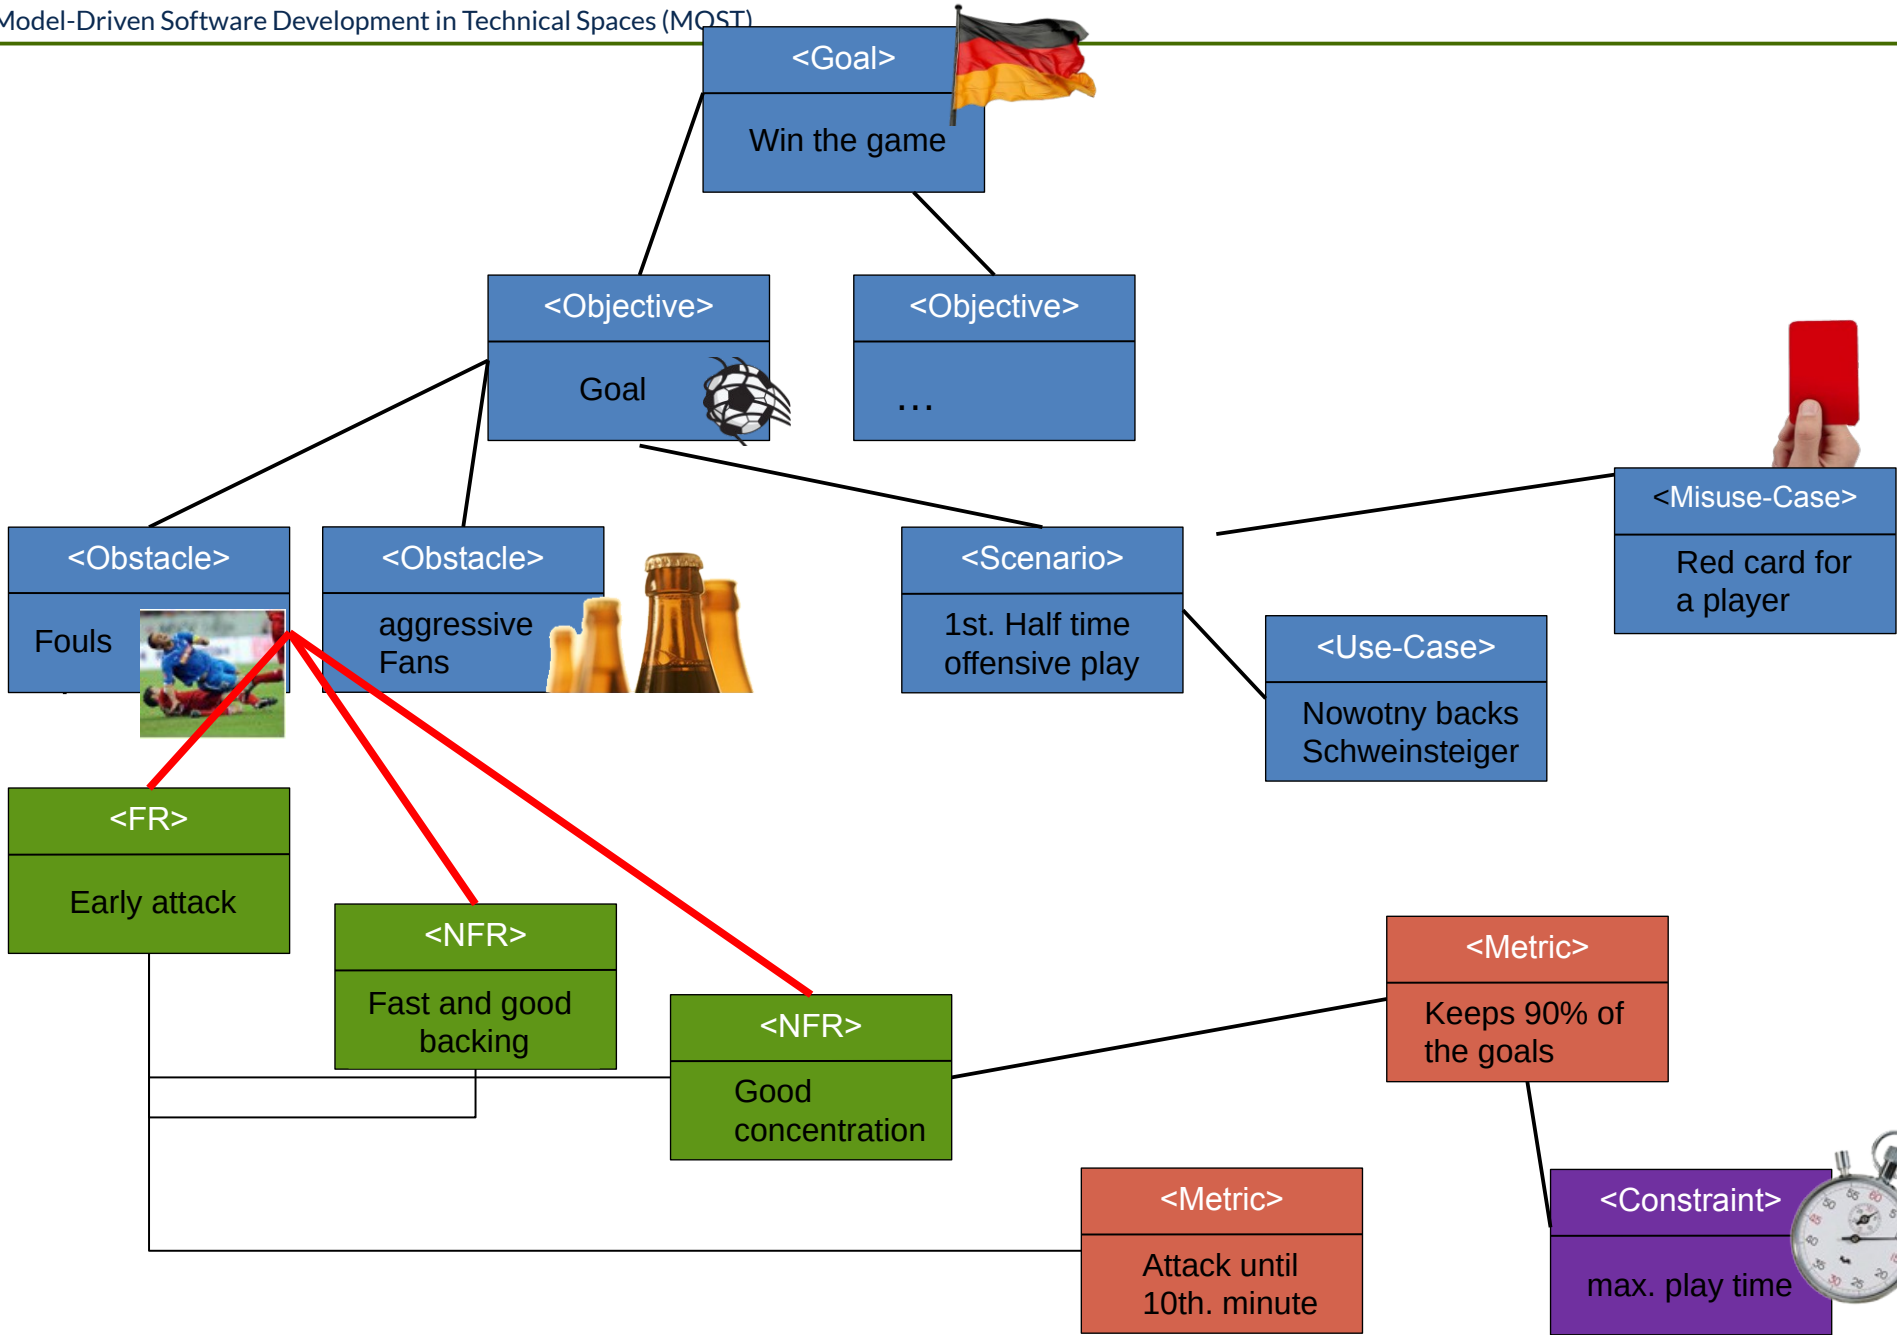 Model-Driven Software Development in Technical Spaces (MOST)
<Goal>
Win the game
<Objective>
Goal
<Objective>
...
<Misuse-Case>
Red card for
a player
<Obstacle>
Fouls
<Obstacle>
aggressive
Fans
<Scenario>
1st. Half time
offensive play
<Use-Case>
Nowotny backs
Schweinsteiger
<FR>
Early attack
<NFR>
Fast and good
backing
<NFR>
Good
concentration
<Metric>
Keeps 90% of
the goals
<Metric>
Attack until
10th. minute
<Constraint>
max. play time